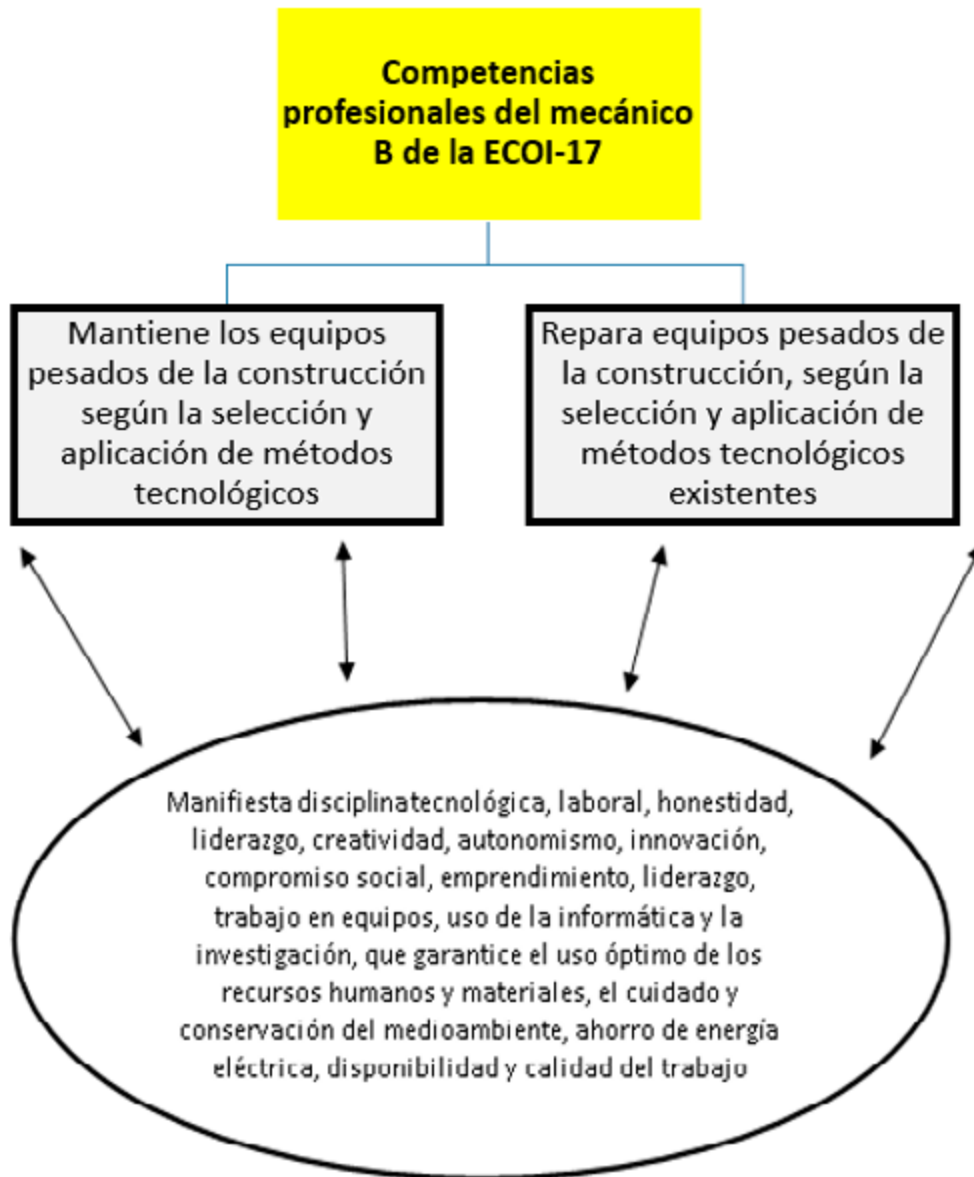 Competencias
profesionales del mecánico
B de la ECOI-17
Mantiene los equipos
pesados de la construcción
según la selección y
aplicación de métodos
tecnológicos
Repara equipos pesados de
la construcción, según la
selección y aplicación de
métodos tecnológicos
existentes
Manifiesta disciplinatecnológica, laboral, honestidad,
liderazgo, creatividad, autonomismo, innovación,
compromiso social, emprendimiento, liderazgo,
trabajo en equipos, uso de la informática y la
investigación, que garantice el uso óptimo de los
recursos humanos y materiales, el cuidado y
conservación del medioambiente, ahorro de energía
eléctrica, disponibilidad y calidad del trabajo